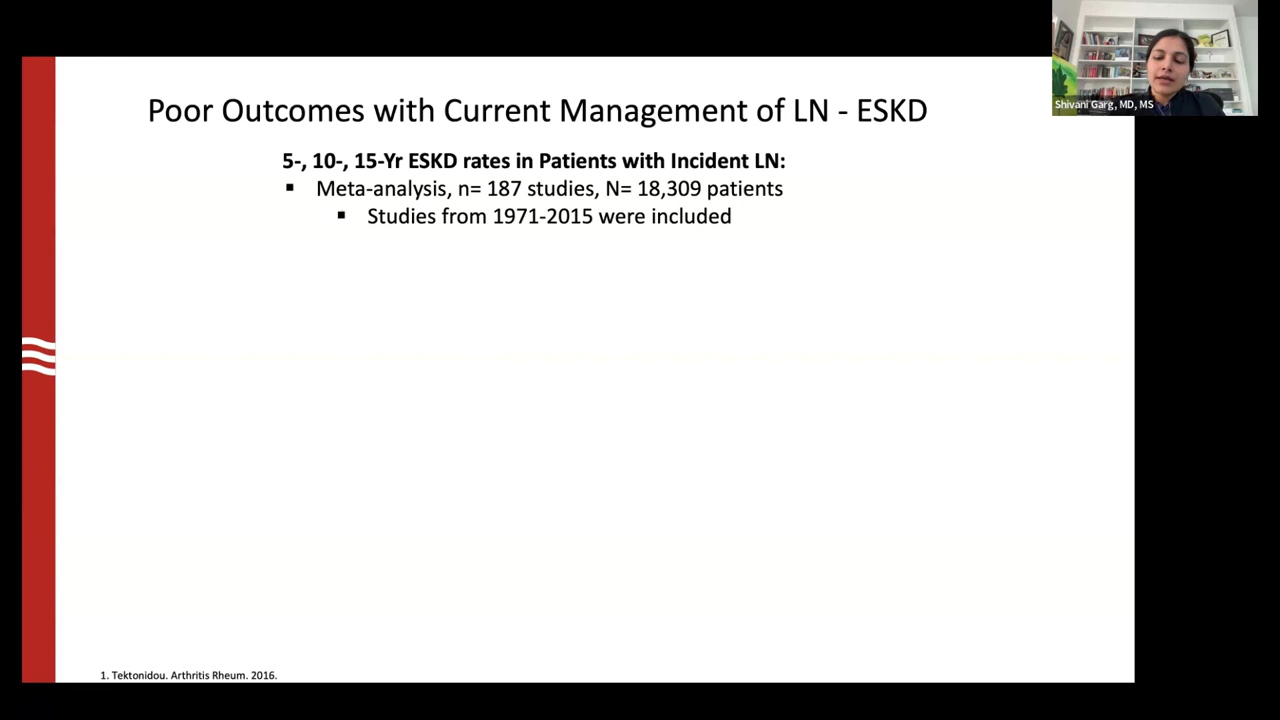 Shivani Garg, MD, MS
Poor Outcomes with Current Management of LN - ESKD
5-, 10-, 15-Yr ESKD rates in Patients with Incident LN:
▪ Meta-analysis, n= 187 studies, N= 18,309 patients
▪ Studies from 1971-2015 were included
1. Tektonidou. Arthritis Rheum. 2016.